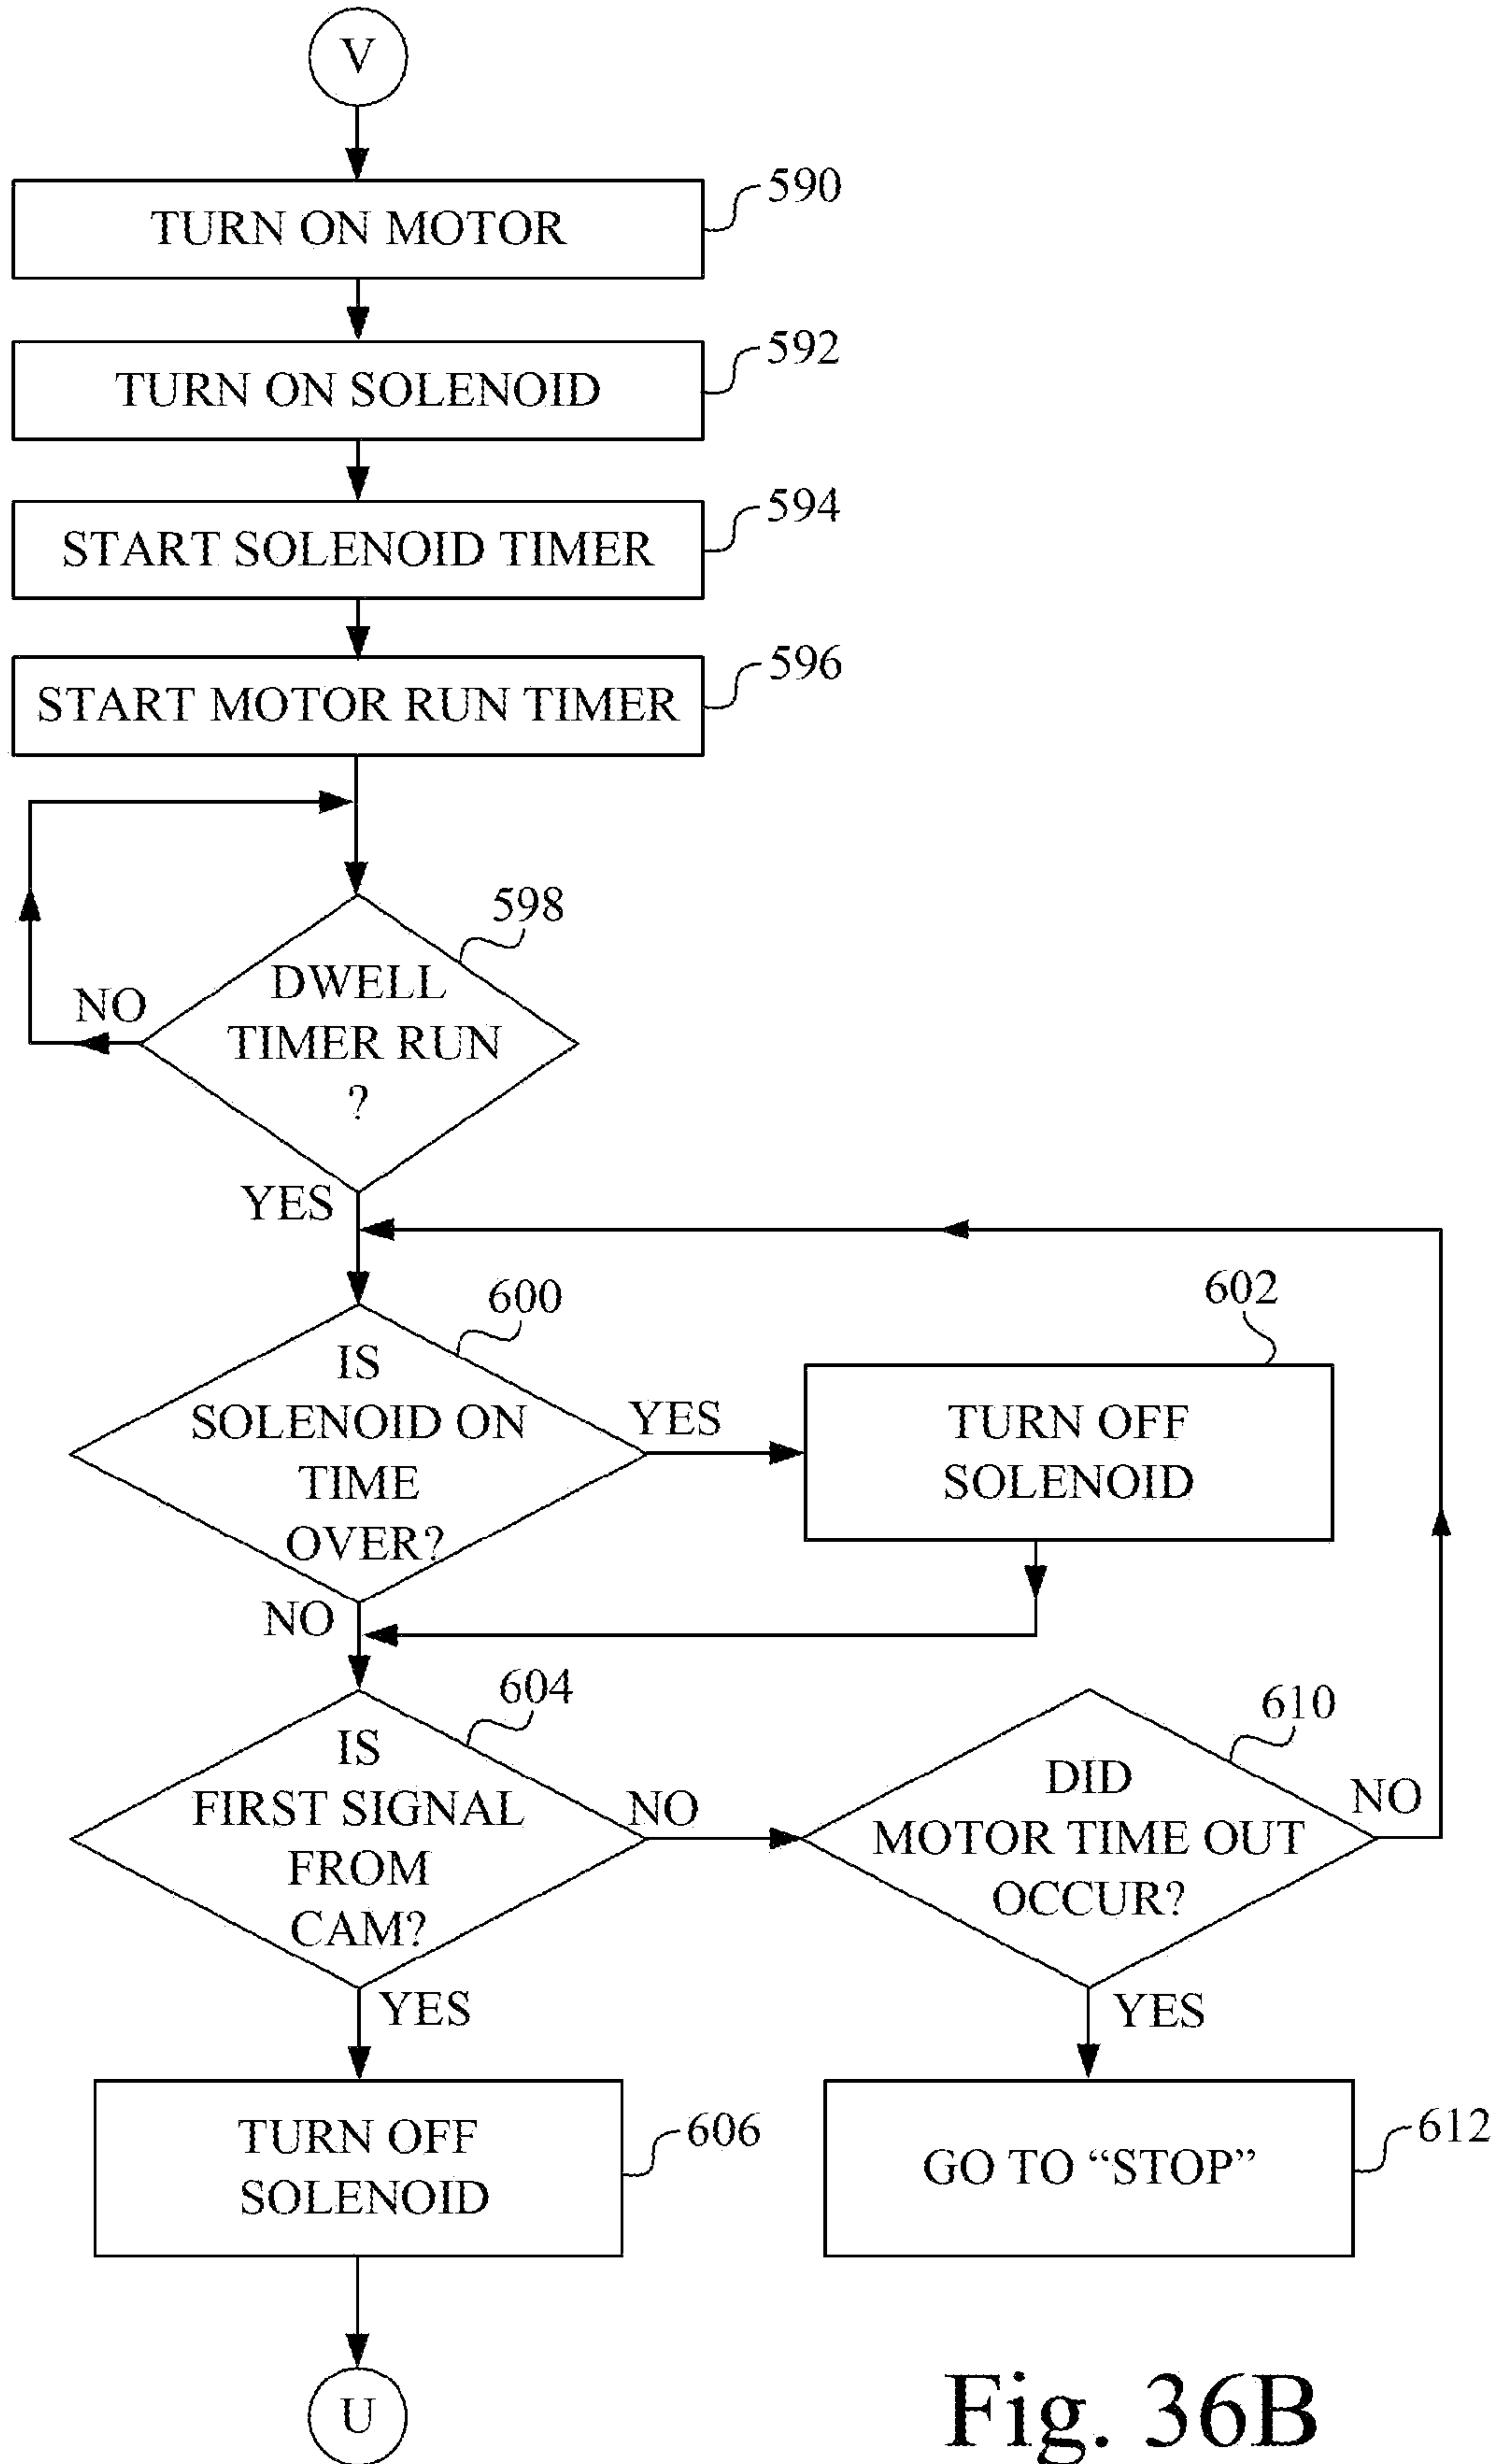 V
TURN ON MOTOR
590
TURN ON SOLENOID
592
START SOLENOID TIMER
594
START MOTOR RUN TIMER
596
598
DWELL
TIMER RUN
?
NO
YES
600
IS
SOLENOID ON
TIME
OVER?
YES
602
TURN OFF
SOLENOID
NO
604
IS
FIRST SIGNAL
FROM
CAM?
NO
610
DID
MOTOR TIME OUT
OCCUR?
NO
YES
YES
TURN OFF
SOLENOID
606
GO TO “STOP”
612
U
Fig. 36B